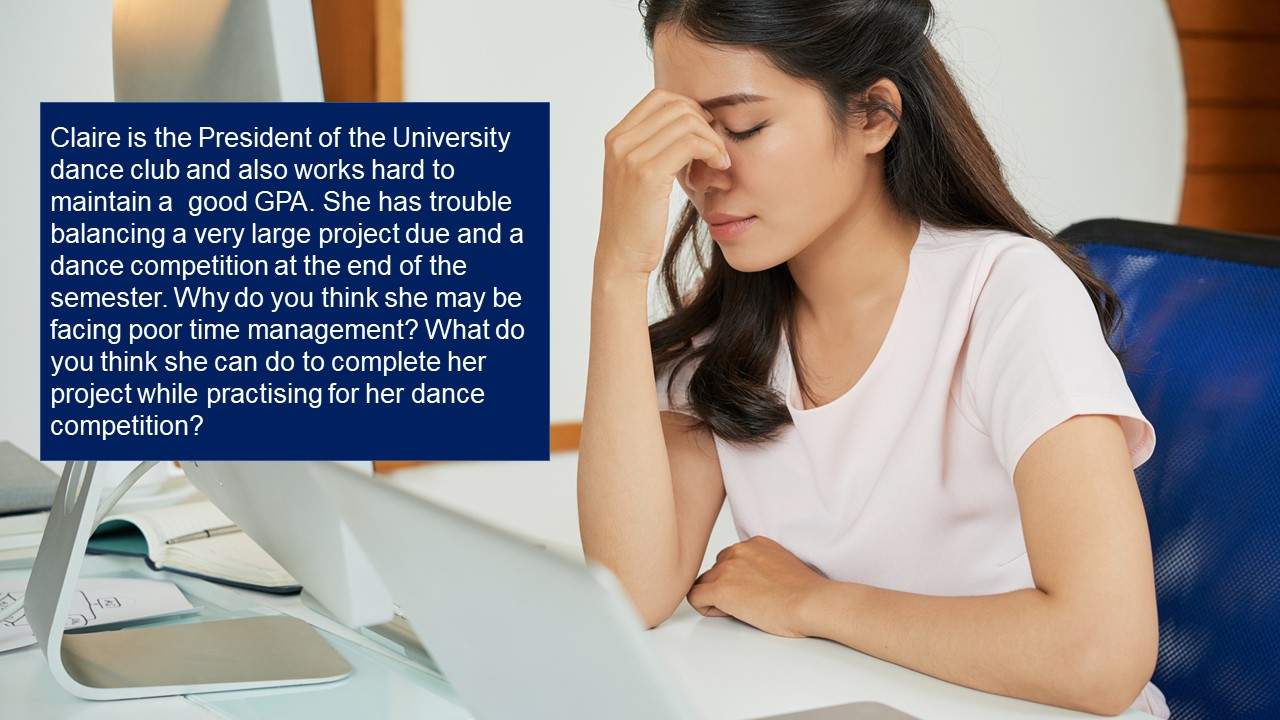 Claire is the President of the University
dance club and also works hard to
maintain a  good GPA. She has trouble
balancing a very large project due and a
dance competition at the end of the
semester. Why do you think she may be
facing poor time management? What do
you think she can do to complete her
project while practising for her dance
competition?